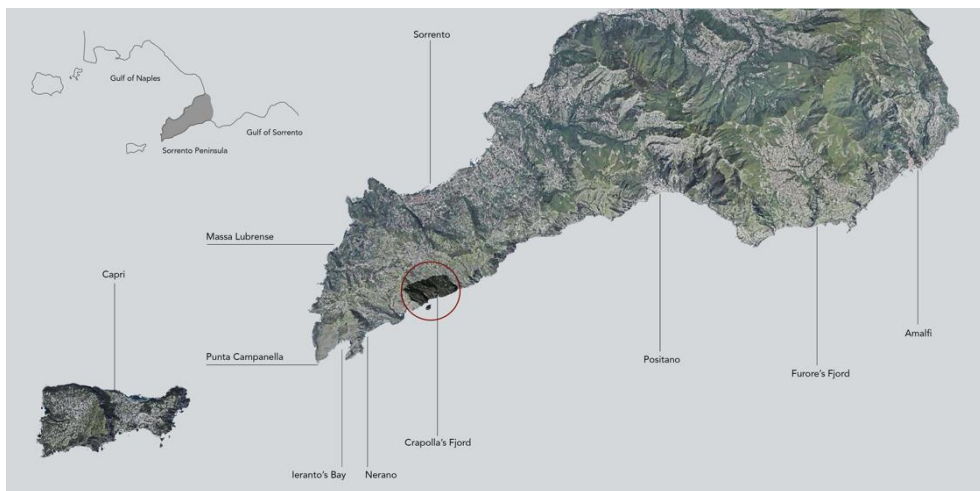 Sorrento
Gulf of Naples
Gulf of Sorrento
Sorrento Peninsula
Massa Lubrense
Capri
Punta Campanella
Amalfi
Positano
Furore's Fjord
Crapolla's Fjord
Ieranto's Bay
Nerano